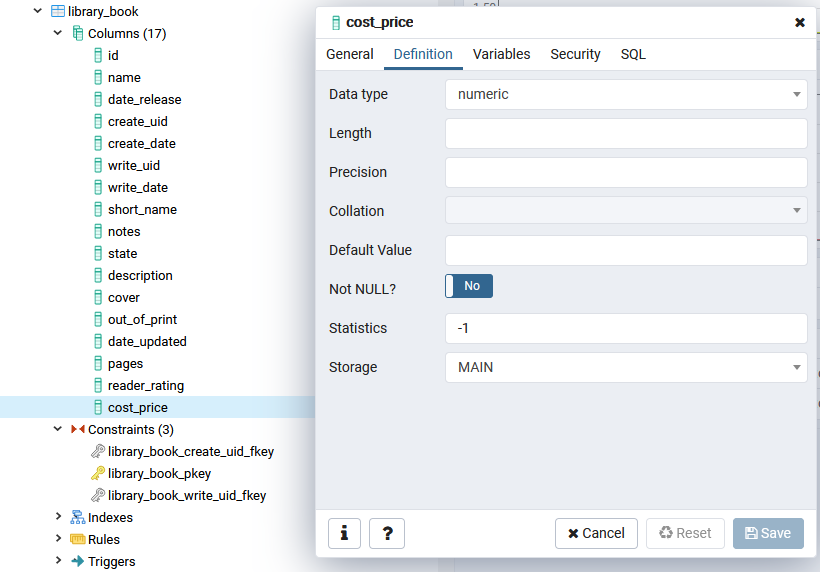 library_book
Columns (17)
id
name
date_release
create_uid
create_date
write_uid
write_date
short_name
notes
state
description
cover
out_of_print
date_updated
pages
reader_rating
cost_price
Constraints (3)
library_book_create_uid_fkey
library_book_pkey
library_book_write_uid_fkey
Indexes
Rules
Triggers
cost_price
General Definition Variables Security SQL
Data type numeric
Length
Precision
Collation
Default Value
Not NULL? No
Statistics -1
Storage MAIN
i ? Cancel Reset Save